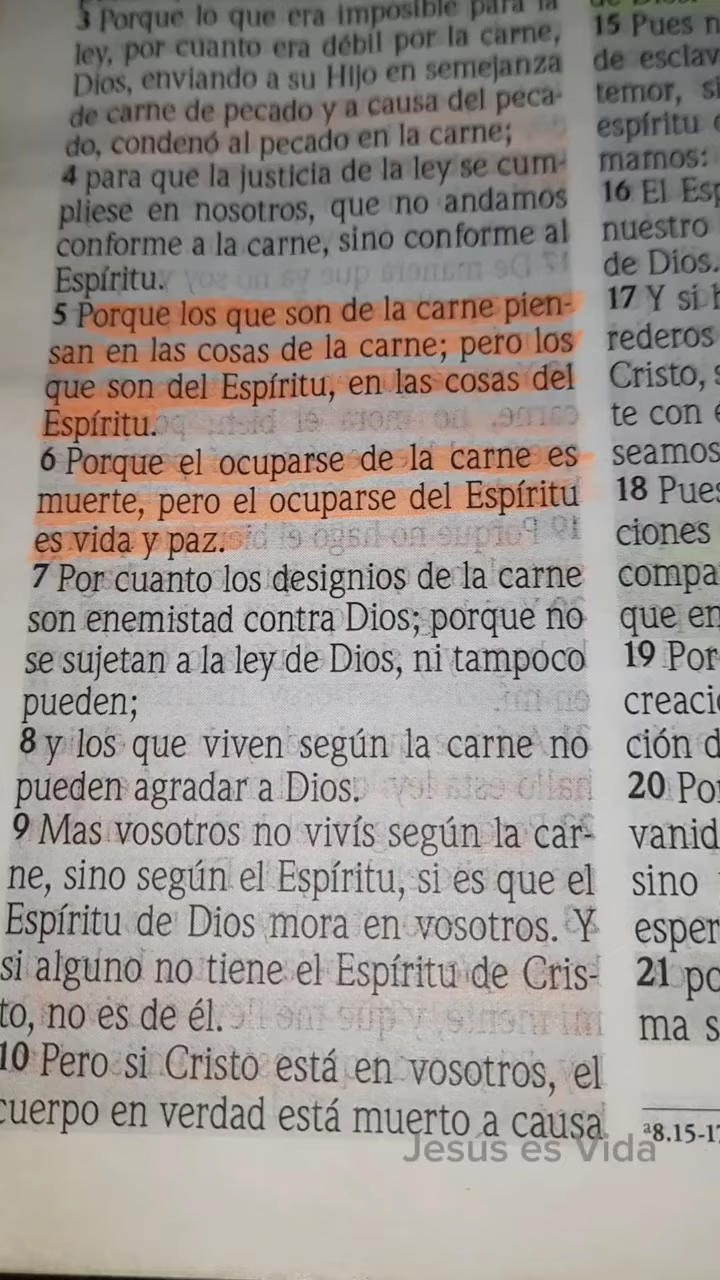 3 Porque lo que era imposible para la
ley, por cuanto era débil por la carne,
Dios, enviando a su Hijo en semejanza
de carne de pecado y a causa del peca-
do, condenó al pecado en la carne;
4 para que la justicia de la ley se cum-
pliese en nosotros, que no andamos
conforme a la carne, sino conforme al
Espíritu.
5 Porque los que son de la carne pien-
san en las cosas de la carne; pero los
que son del Espíritu, en las cosas del
Espíritu.
6 Porque el ocuparse de la carne es
muerte, pero el ocuparse del Espíritu
es vida y paz.
7 Por cuanto los designios de la carne
son enemistad contra Dios; porque no
se sujetan a la ley de Dios, ni tampoco
pueden;
8 y los que viven según la carne no
pueden agradar a Dios.
9 Mas vosotros no vivís según la car-
ne, sino según el Espíritu, si es que el
Espíritu de Dios mora en vosotros. Y
si alguno no tiene el Espíritu de Cris-
to, no es de él.
10 Pero si Cristo está en vosotros, el
cuerpo en verdad está muerto a causa
15 Pues
de esclav
temor, si
espíritu
mamos:
16 El Esp
nuestro
de Dios.
17 Y si h
rederos
Cristo, s
te con
seamos
18 Pues
ciones
compa
que en
19 Por
creaci
ción d
20 Po
vanid
sino
esper
21 po
ma s
a8.15-17
Jesús es Vida